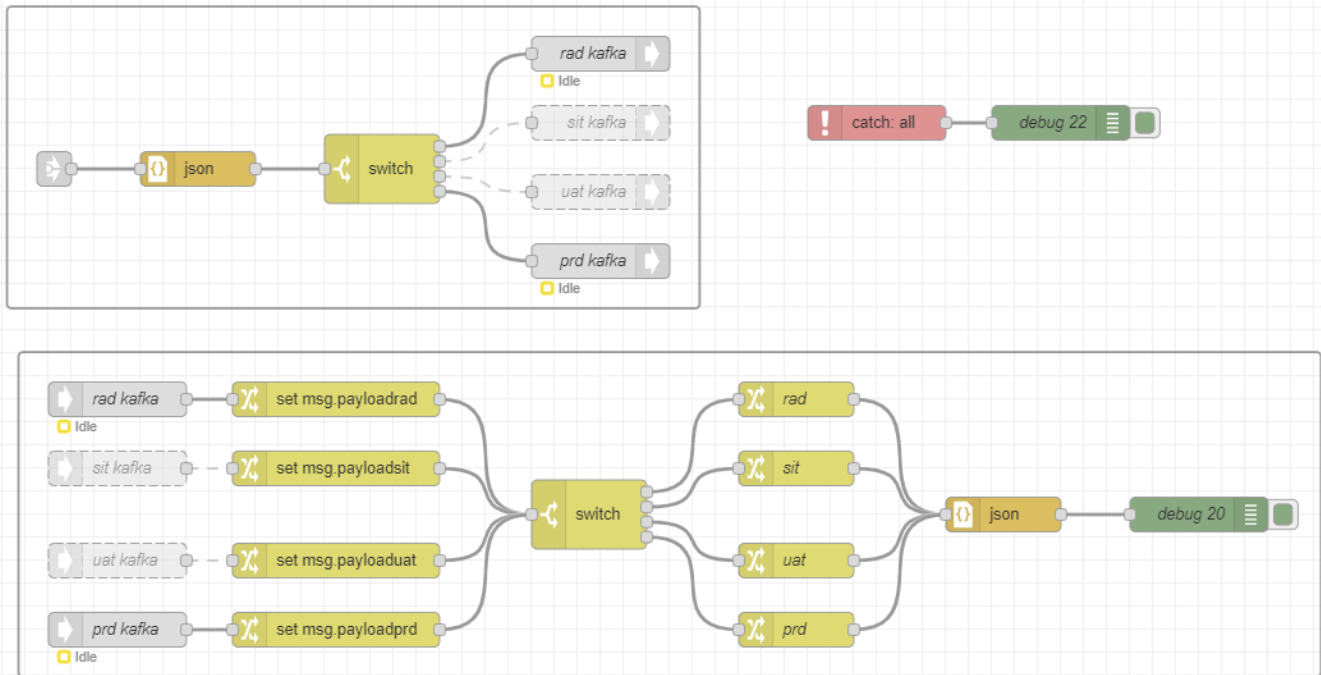 rad kafka
Idle
sit kafka
catch: all
debug 22
json
switch
uat kafka
prd kafka
Idle
rad kafka
Idle
set msg.payloadrad
rad
sit kafka
set msg.payloadsit
sit
switch
json
debug 20
uat kafka
set msg.payloaduat
uat
prd kafka
Idle
set msg.payloadprd
prd